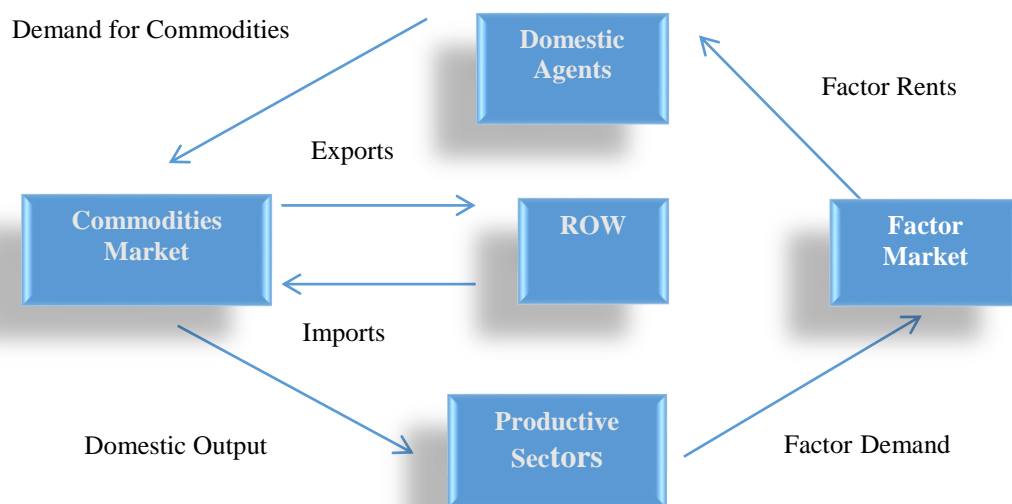 Demand for Commodities
Domestic
Agents
Factor Rents
Exports
Commodities
Market
ROW
Factor
Market
Imports
Domestic Output
Productive
Sectors
Factor Demand